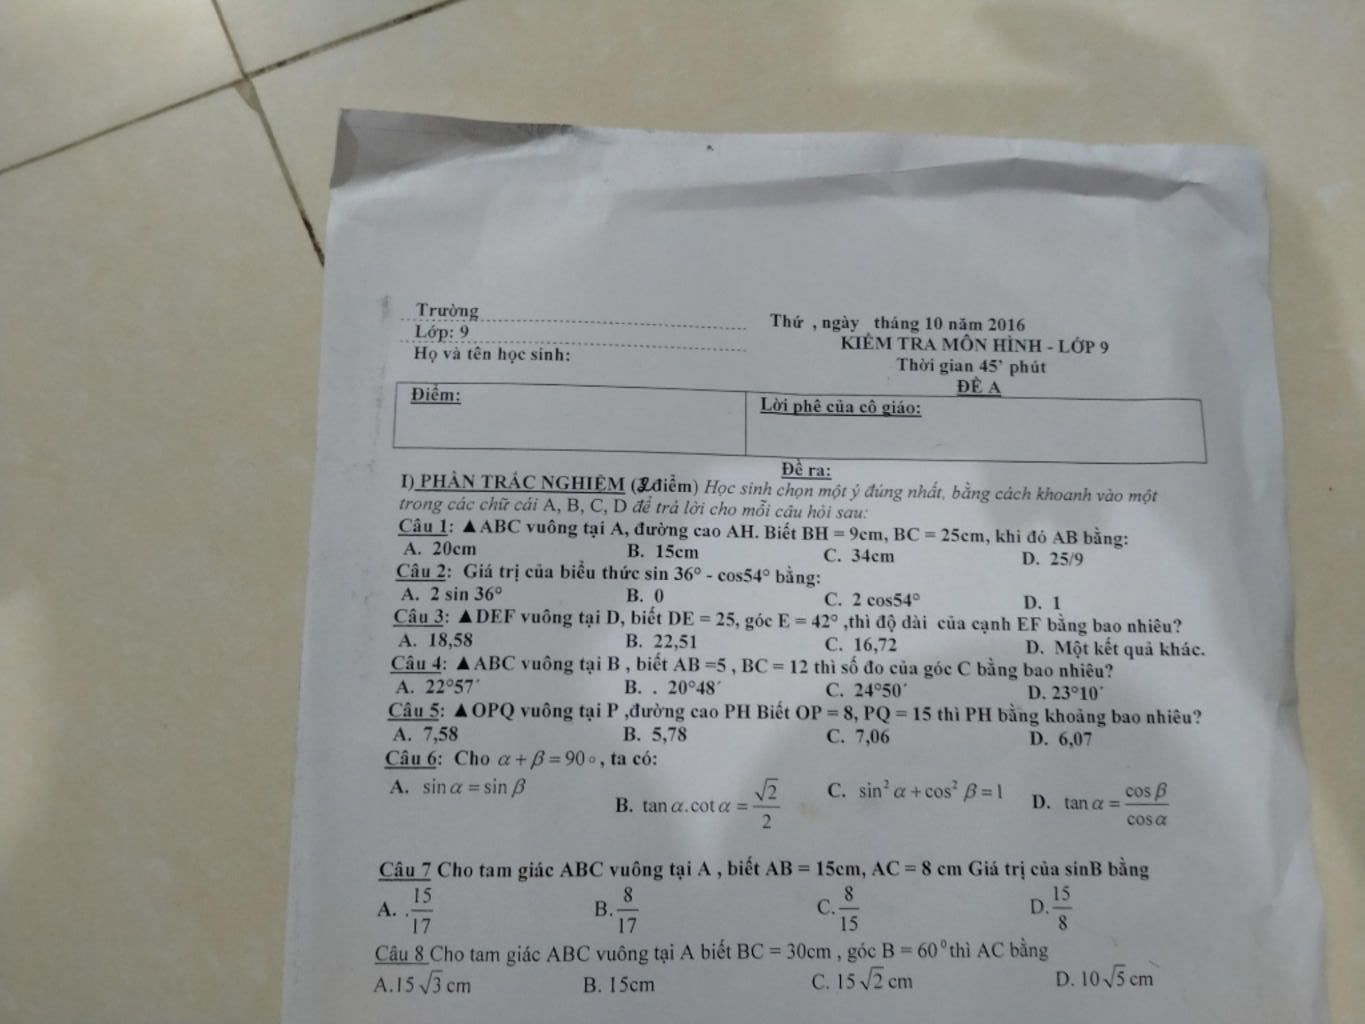 Trường
Thứ , ngày tháng 10 năm 2016
Lớp: 9
KIỂM TRA MÔN HÌNH - LỚP 9
Họ và tên học sinh:
Thời gian 45’ phút
ĐỀ A
Điểm:
Lời phê của cô giáo:
Đề ra:
I) PHẦN TRẮC NGHIỆM (2điểm) Học sinh chọn một ý đúng nhất, bằng cách khoanh vào một
trong các chữ cái A, B, C, D để trả lời cho mỗi câu hỏi sau:
Câu 1: ▲ABC vuông tại A, đường cao AH. Biết BH = 9cm, BC = 25cm, khi đó AB bằng:
A. 20cm B. 15cm C. 34cm D. 25/9
Câu 2: Giá trị của biểu thức sin 36° - cos54° bằng:
A. 2 sin 36° B. 0 C. 2 cos54° D. 1
Câu 3: ▲DEF vuông tại D, biết DE = 25, góc E = 42° ,thì độ dài của cạnh EF bằng bao nhiêu?
A. 18,58 B. 22,51 C. 16,72 D. Một kết quả khác.
Câu 4: ▲ABC vuông tại B , biết AB =5 , BC = 12 thì số đo của góc C bằng bao nhiêu?
A. 22°57´ B. . 20°48´ C. 24°50´ D. 23°10´
Câu 5: ▲OPQ vuông tại P ,đường cao PH Biết OP = 8, PQ = 15 thì PH bằng khoảng bao nhiêu?
A. 7,58 B. 5,78 C. 7,06 D. 6,07
Câu 6: Cho α + β = 90∘, ta có:
A. sin α = sin β B. tan α.cot α = √2/2 C. sin² α + cos² β = 1 D. tan α = cos β/cos α
Câu 7 Cho tam giác ABC vuông tại A , biết AB = 15cm, AC = 8 cm Giá trị của sinB bằng
A. . 15/17 B. 8/17 C. 8/15 D. 15/8
Câu 8 Cho tam giác ABC vuông tại A biết BC = 30cm , góc B = 60⁰ thì AC bằng
A.15√3 cm B. 15cm C. 15√2 cm D. 10√5 cm